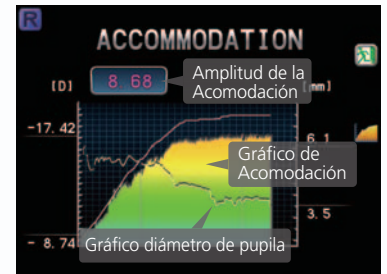 R
ACCOMMODATION
[D]
8.68
Amplitud de la
Acomodación
[mm]
-17.42
6.1
Gráfico de
Acomodación
3.5
Gráfico diámetro de pupila
- 8.74